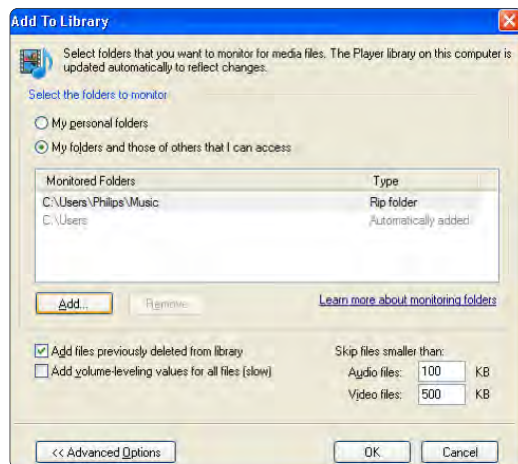 Add To Library
Select folders that you want to monitor for media files. The Player library on this computer is
updated automatically to reflect changes.
Select the folders to monitor
My personal folders
My folders and those of others that I can access
Monitored Folders Type
C:\Users\Philips\Music Rip folder
C:\Users Automatically added
Add... Remove Learn more about monitoring folders
Add files previously deleted from library Skip files smaller than:
Add volume-leveling values for all files (slow) Audio files: 100 KB
Video files: 500 KB
<< Advanced Options OK Cancel